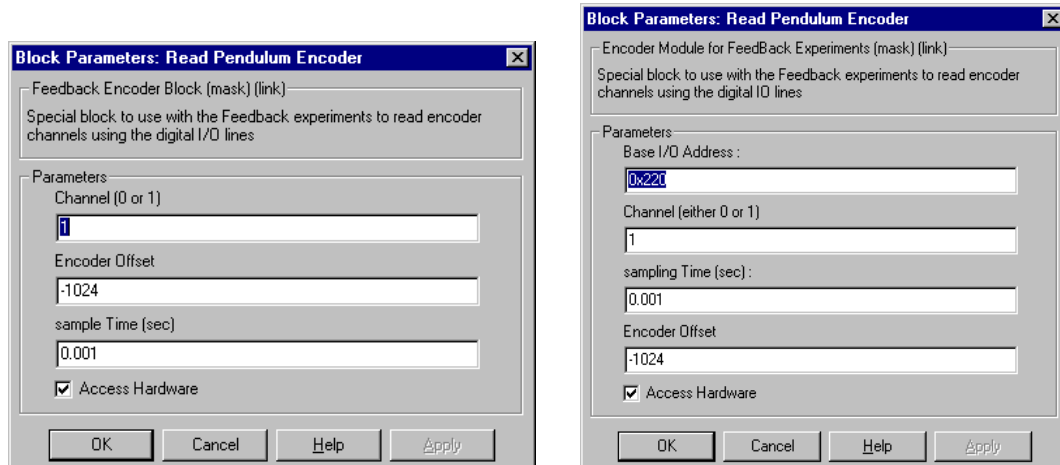 Block Parameters: Read Pendulum Encoder
Feedback Encoder Block (mask) (link)
Special block to use with the Feedback experiments to read encoder
channels using the digital I/O lines
Parameters
Channel (0 or 1)
1
Encoder Offset
-1024
sample Time (sec)
0.001
Access Hardware
OK Cancel Help Apply
Block Parameters: Read Pendulum Encoder
Encoder Module for FeedBack Experiments (mask) (link)
Special block to use with the Feedback experiments to read encoder
channels using the digital IO lines
Parameters
Base I/O Address :
0x220
Channel (either 0 or 1)
1
sampling Time (sec) :
0.001
Encoder Offset
-1024
Access Hardware
OK Cancel Help Apply